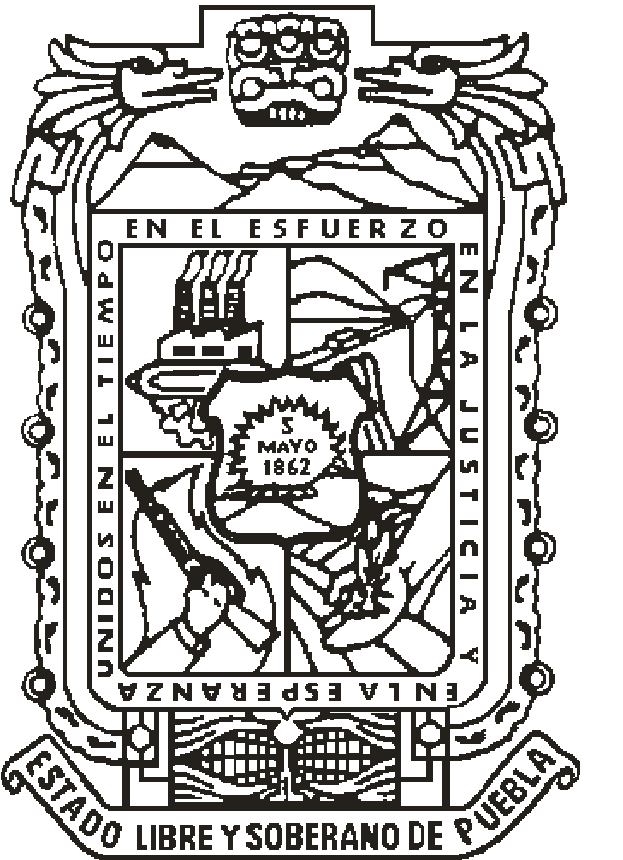 UNIDOS EN EL TIEMPO
EN EL ESFUERZO
EN LA JUSTICIA Y
EN LA ESPERANZA
5
MAYO
1862
ESTADO LIBRE Y SOBERANO DE PUEBLA